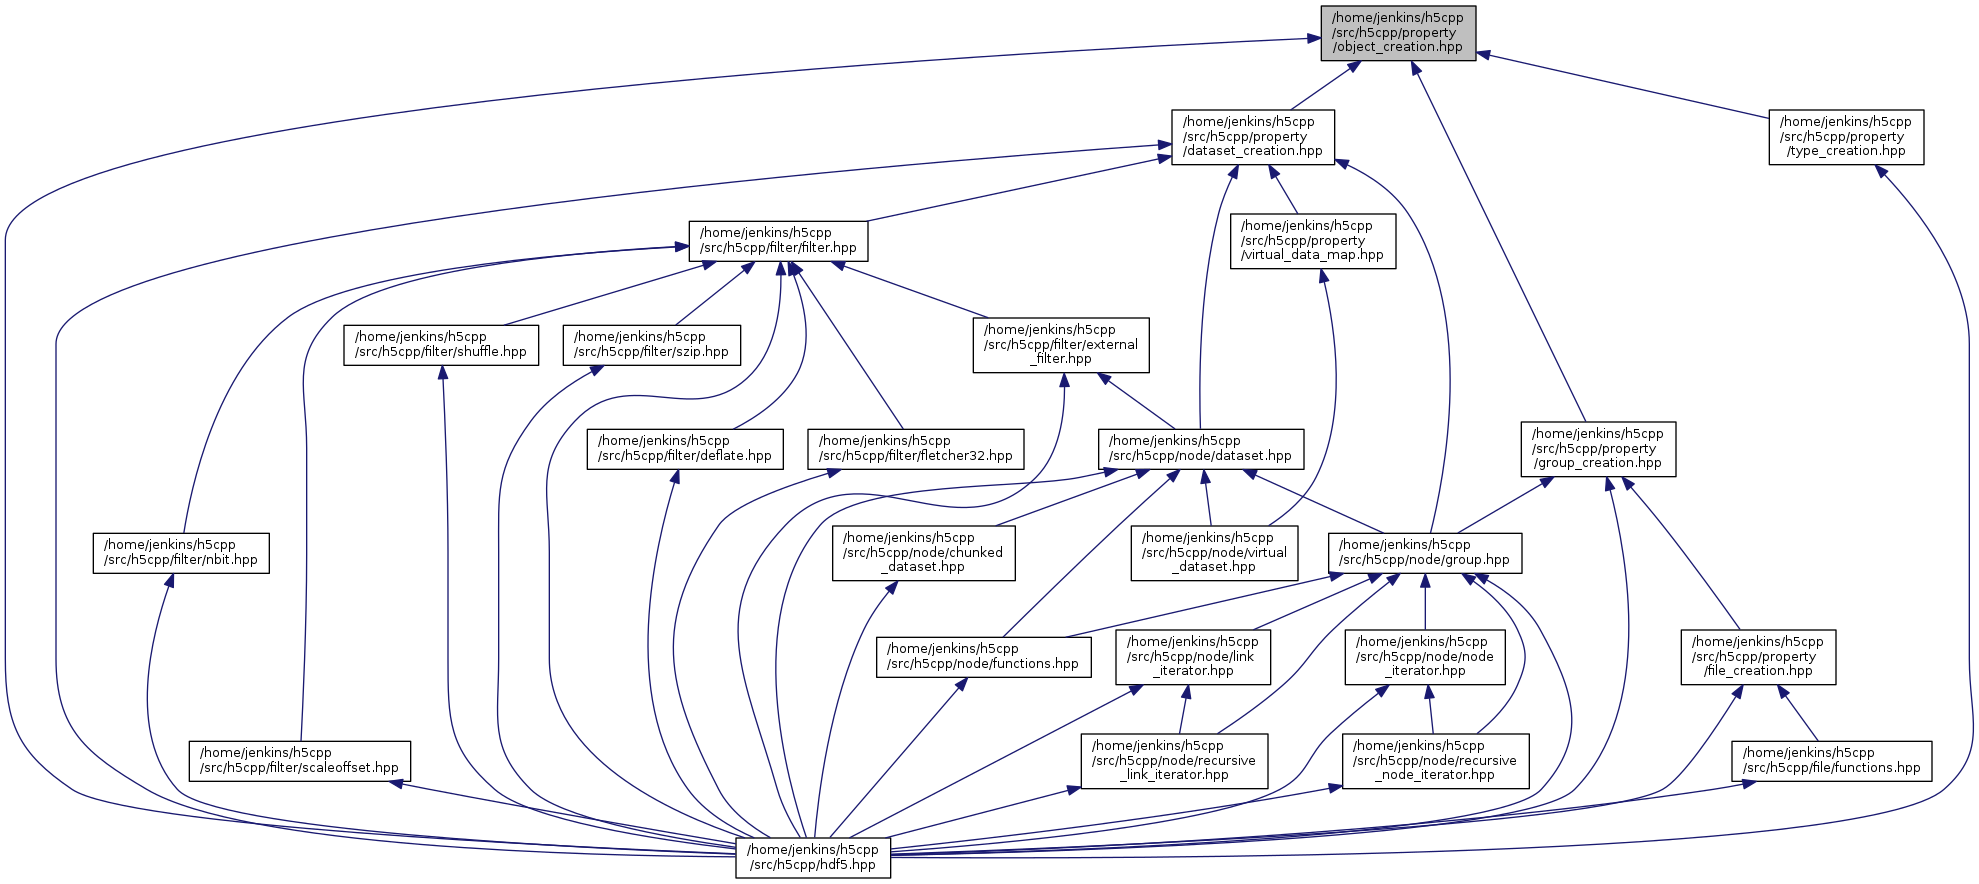 /home/jenkins/h5cpp
/src/h5cpp/property
/object_creation.hpp
/home/jenkins/h5cpp
/src/h5cpp/property
/dataset_creation.hpp
/home/jenkins/h5cpp
/src/h5cpp/property
/type_creation.hpp
/home/jenkins/h5cpp
/src/h5cpp/filter/filter.hpp
/home/jenkins/h5cpp
/src/h5cpp/property
/virtual_data_map.hpp
/home/jenkins/h5cpp
/src/h5cpp/filter/shuffle.hpp
/home/jenkins/h5cpp
/src/h5cpp/filter/szip.hpp
/home/jenkins/h5cpp
/src/h5cpp/filter/external
_filter.hpp
/home/jenkins/h5cpp
/src/h5cpp/filter/deflate.hpp
/home/jenkins/h5cpp
/src/h5cpp/filter/fletcher32.hpp
/home/jenkins/h5cpp
/src/h5cpp/node/dataset.hpp
/home/jenkins/h5cpp
/src/h5cpp/property
/group_creation.hpp
/home/jenkins/h5cpp
/src/h5cpp/filter/nbit.hpp
/home/jenkins/h5cpp
/src/h5cpp/node/chunked
_dataset.hpp
/home/jenkins/h5cpp
/src/h5cpp/node/virtual
_dataset.hpp
/home/jenkins/h5cpp
/src/h5cpp/node/group.hpp
/home/jenkins/h5cpp
/src/h5cpp/node/functions.hpp
/home/jenkins/h5cpp
/src/h5cpp/node/link
_iterator.hpp
/home/jenkins/h5cpp
/src/h5cpp/node/node
_iterator.hpp
/home/jenkins/h5cpp
/src/h5cpp/property
/file_creation.hpp
/home/jenkins/h5cpp
/src/h5cpp/filter/scaleoffset.hpp
/home/jenkins/h5cpp
/src/h5cpp/node/recursive
_link_iterator.hpp
/home/jenkins/h5cpp
/src/h5cpp/node/recursive
_node_iterator.hpp
/home/jenkins/h5cpp
/src/h5cpp/file/functions.hpp
/home/jenkins/h5cpp
/src/h5cpp/hdf5.hpp